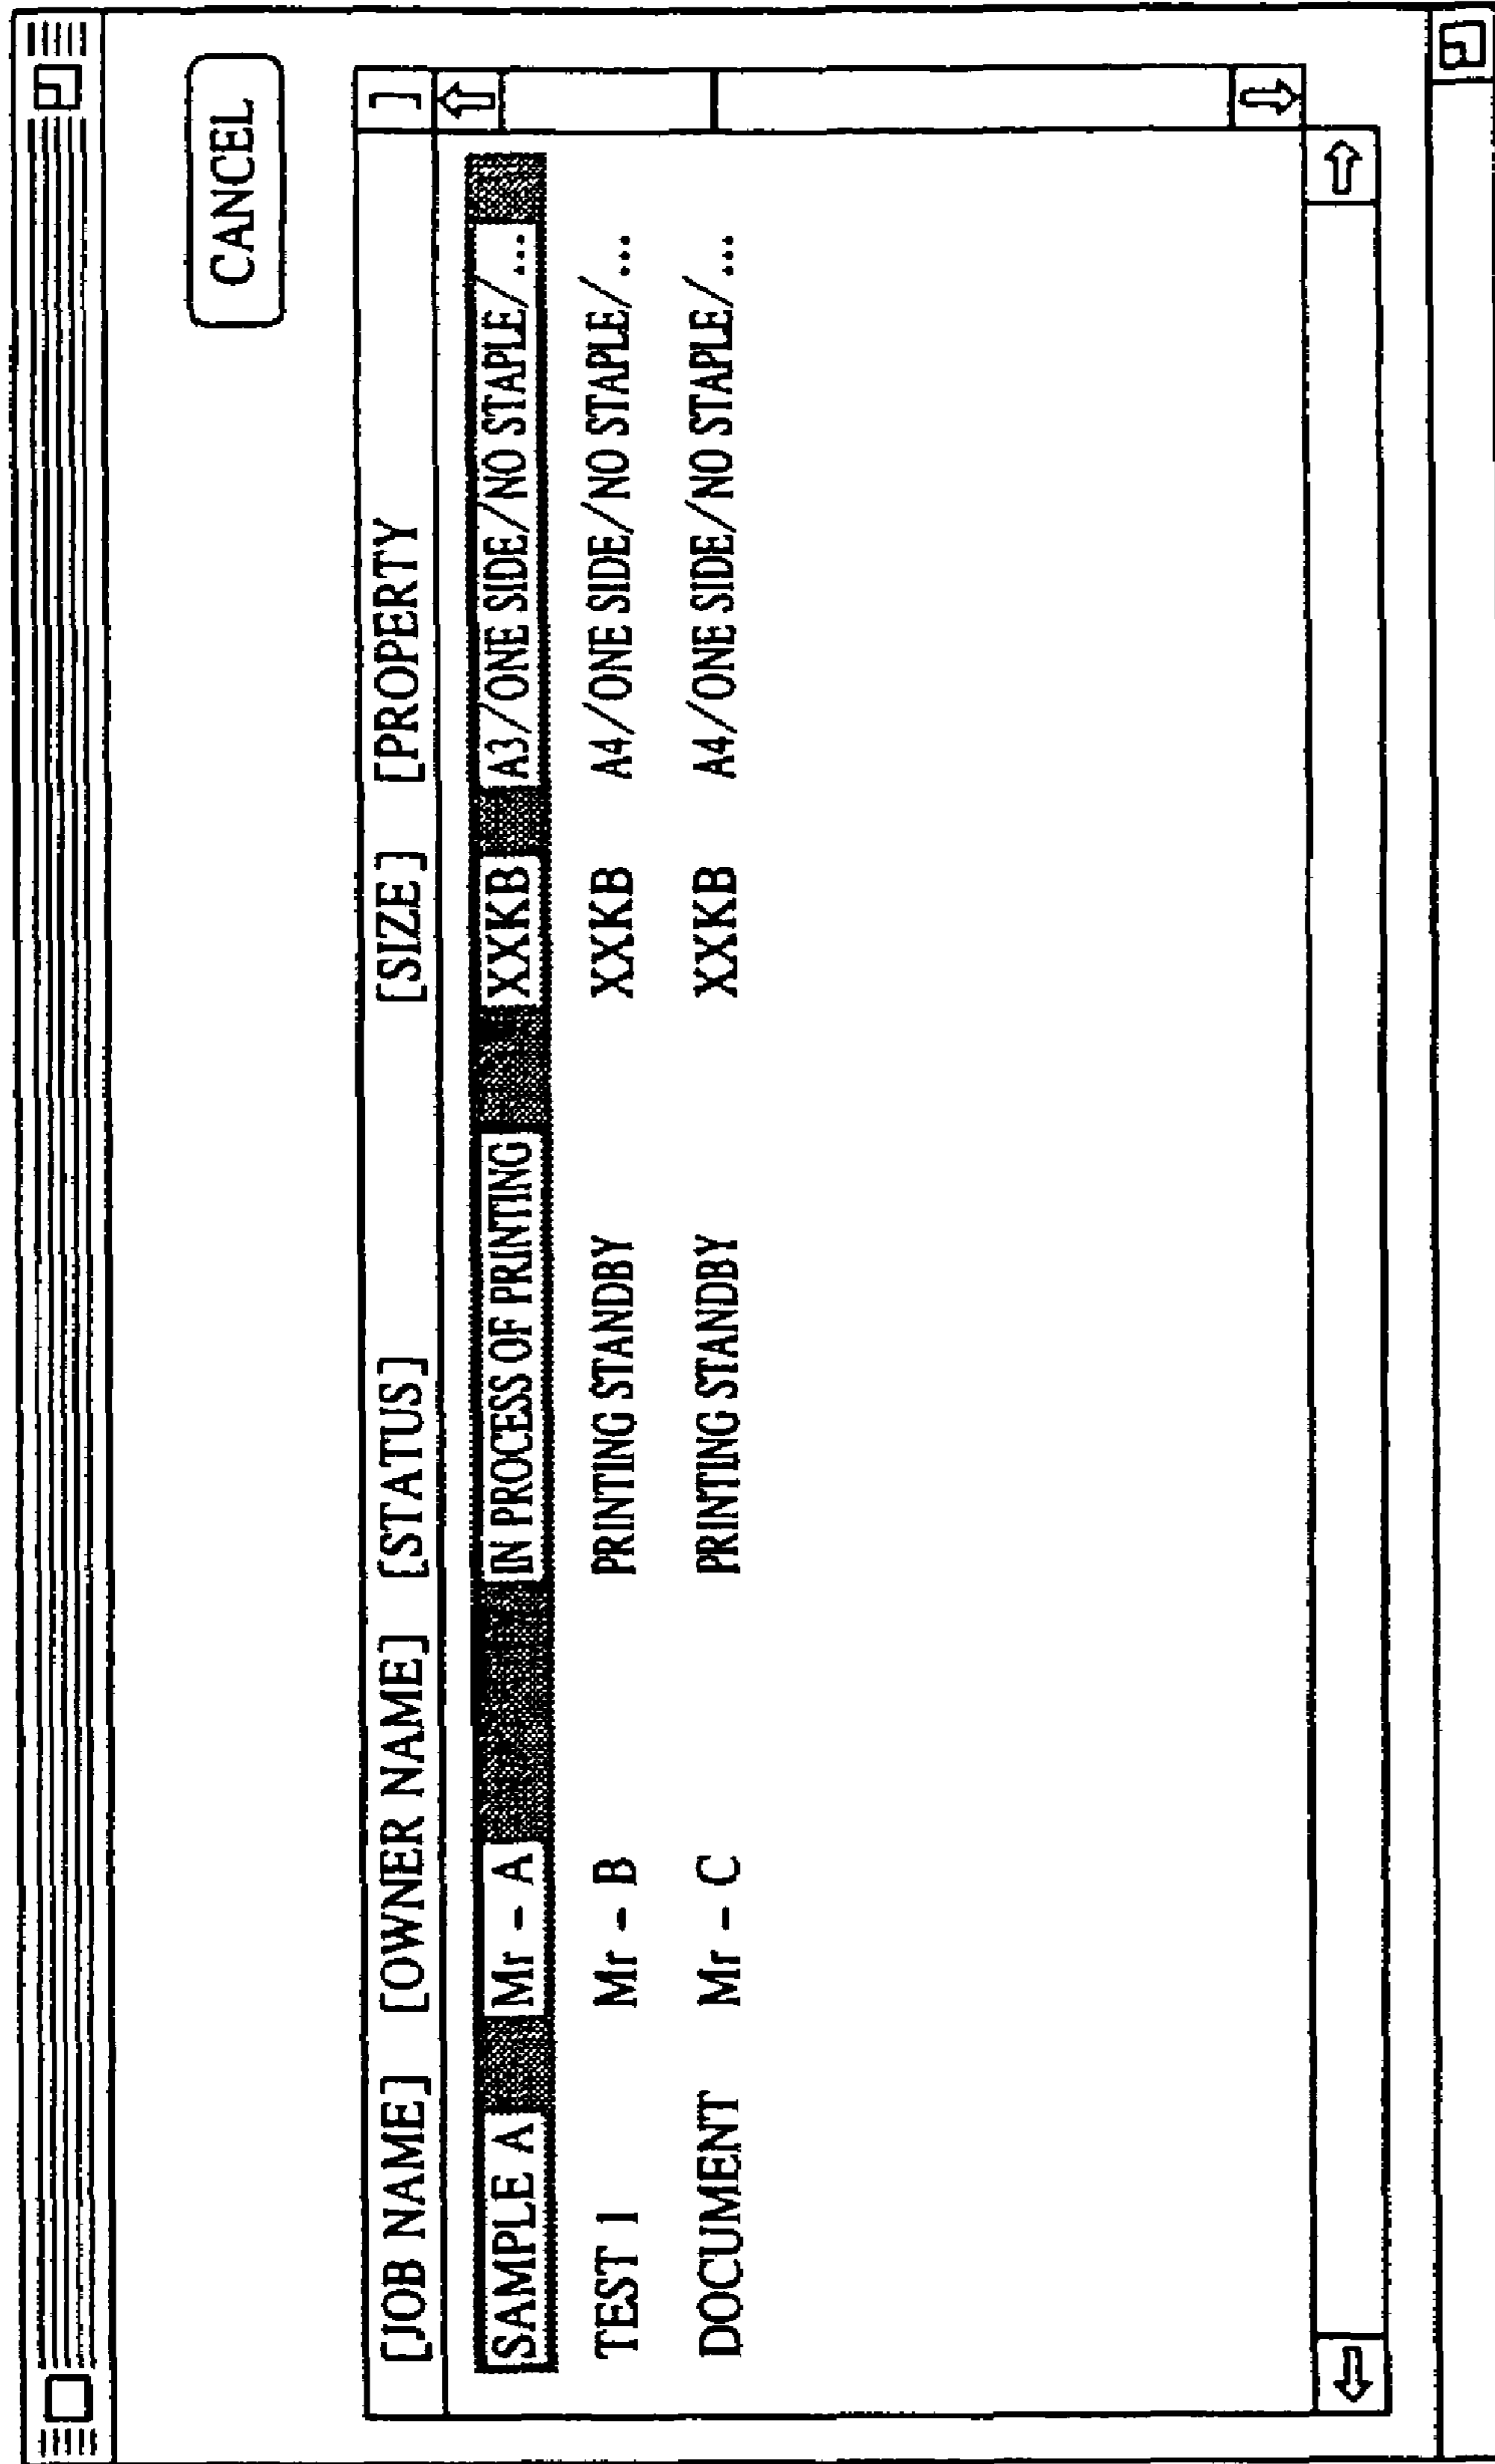 CANCEL
[JOB NAME] [OWNER NAME] [STATUS] [SIZE] [PROPERTY ]
SAMPLE A Mr - A IN PROCESS OF PRINTING XXKB A3/ONE SIDE/NO STAPLE/...
TEST 1 Mr - B PRINTING STANDBY XXKB A4/ONE SIDE/NO STAPLE/...
DOCUMENT Mr - C PRINTING STANDBY XXKB A4/ONE SIDE/NO STAPLE/...